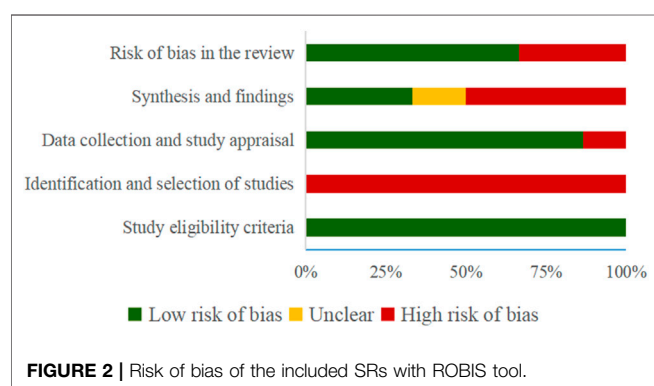 Risk of bias in the review
Synthesis and findings
Data collection and study appraisal
Identification and selection of studies
Study eligibility criteria
0% 25% 50% 75% 100%
Low risk of bias Unclear High risk of bias
FIGURE 2 | Risk of bias of the included SRs with ROBIS tool.